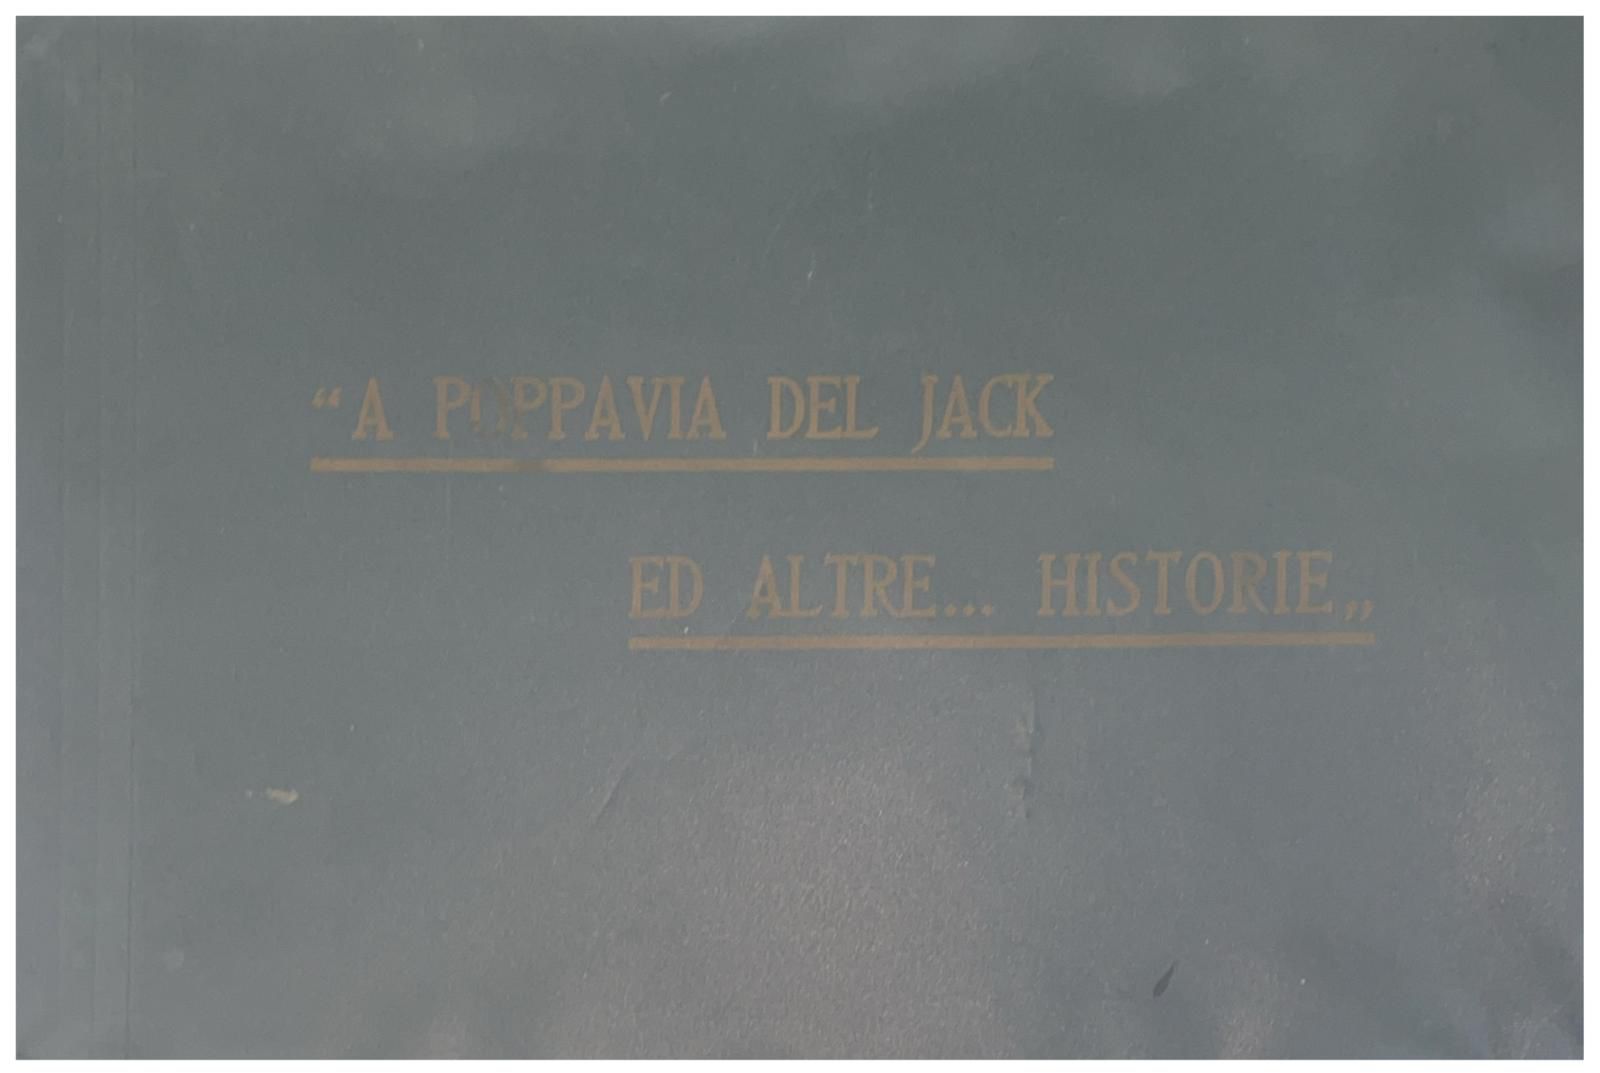 “A POPPAVIA DEL JACK
ED ALTRE... HISTORIE„